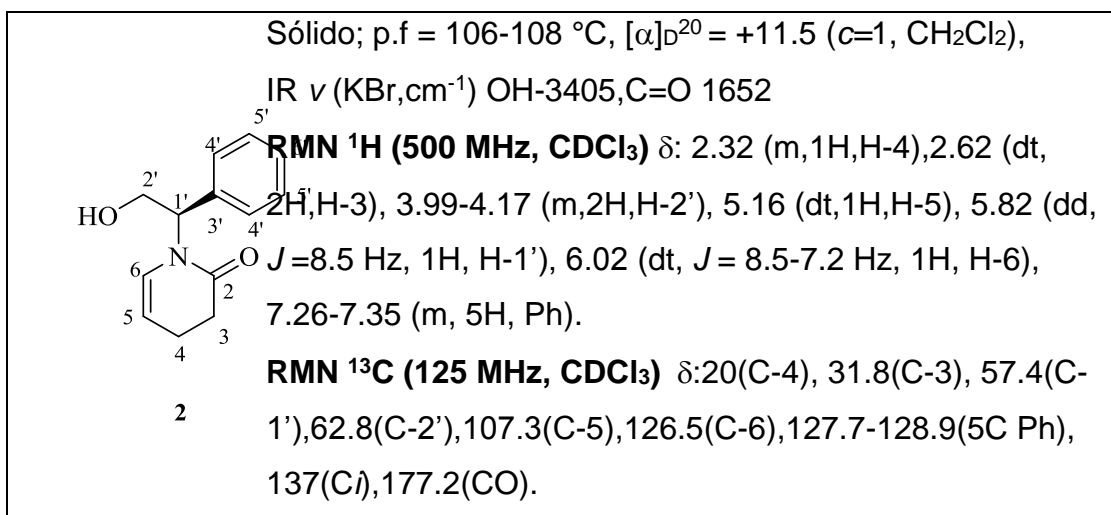 Sólido; p.f = 106-108 °C, [α]D²⁰ = +11.5 (c=1, CH₂Cl₂),
IR ν (KBr,cm⁻¹) OH-3405,C=O 1652
RMN ¹H (500 MHz, CDCl₃) δ: 2.32 (m,1H,H-4),2.62 (dt,
2H,H-3), 3.99-4.17 (m,2H,H-2’), 5.16 (dt,1H,H-5), 5.82 (dd,
J =8.5 Hz, 1H, H-1’), 6.02 (dt, J = 8.5-7.2 Hz, 1H, H-6),
7.26-7.35 (m, 5H, Ph).
RMN ¹³C (125 MHz, CDCl₃) δ:20(C-4), 31.8(C-3), 57.4(C-
1’),62.8(C-2’),107.3(C-5),126.5(C-6),127.7-128.9(5C Ph),
137(Ci),177.2(CO).
5'
4'
2'
1'
5'
HO
3'
4'
6
N
1
O
2
5
3
4
2